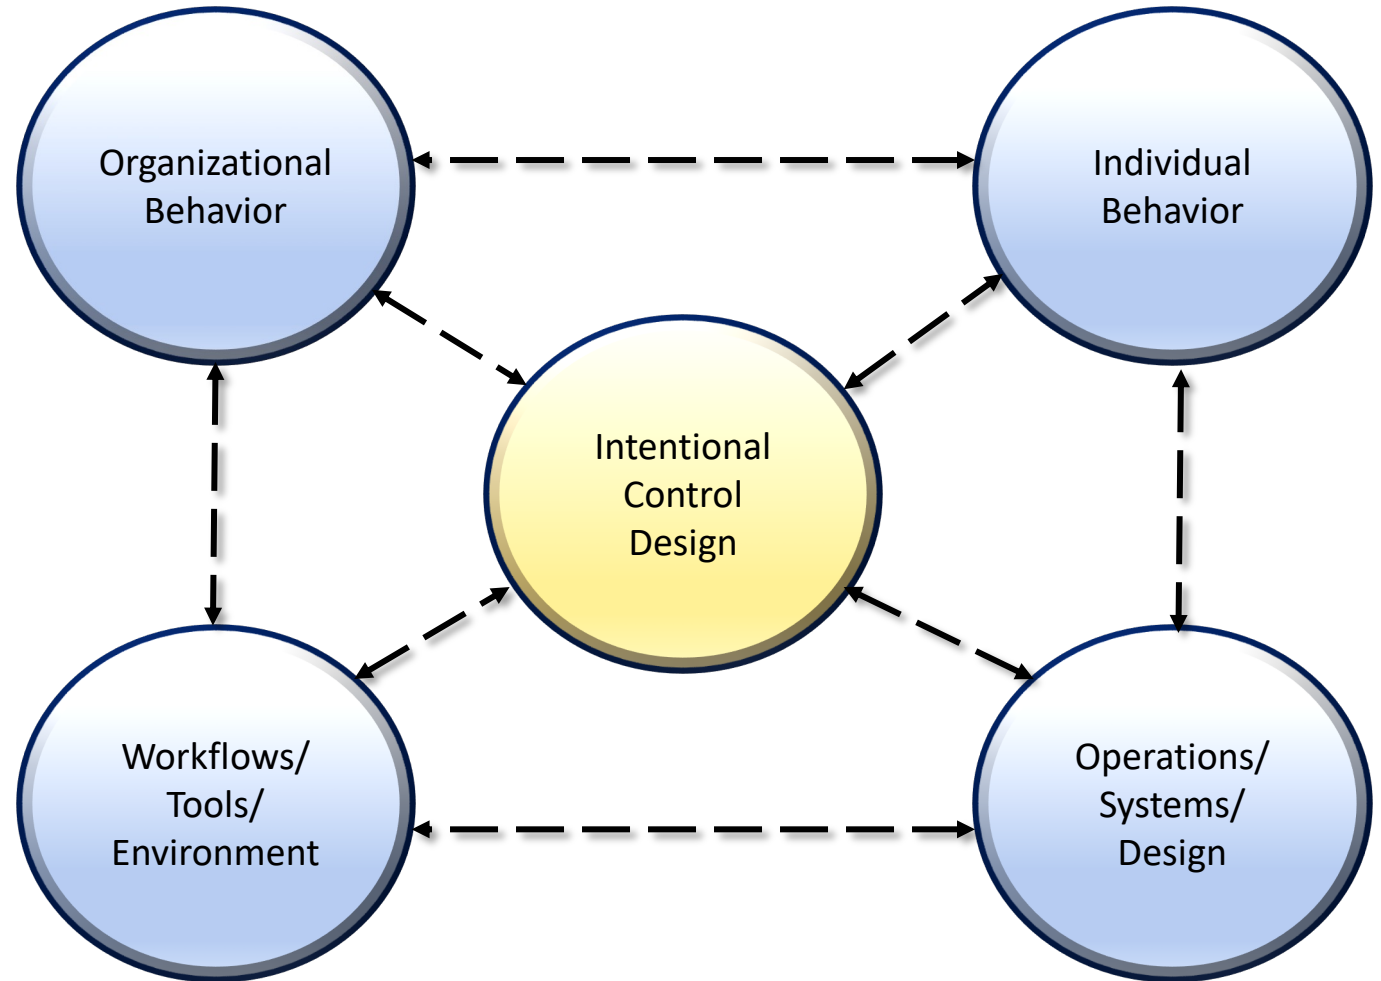 Organizational
Behavior
Individual
Behavior
Intentional
Control
Design
Workflows/
Tools/
Environment
Operations/
Systems/
Design